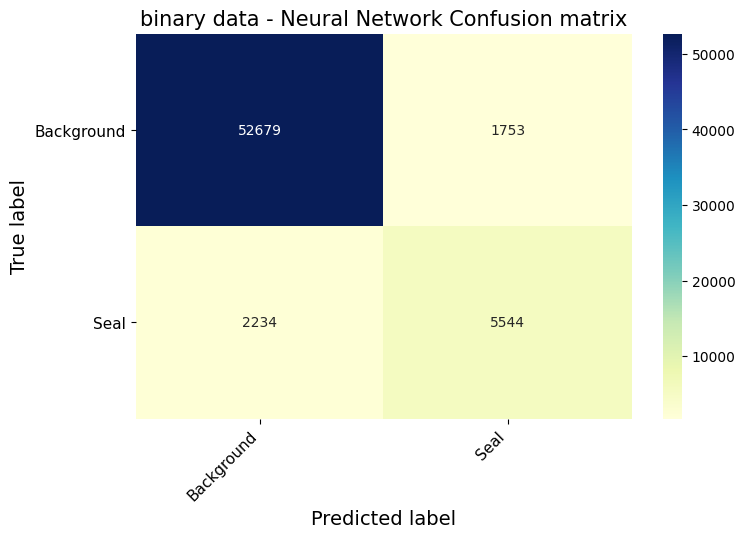 binary data - Neural Network Confusion matrix
50000
Background
52679
1753
40000
True label
30000
20000
Seal
2234
5544
10000
Background
Seal
Predicted label